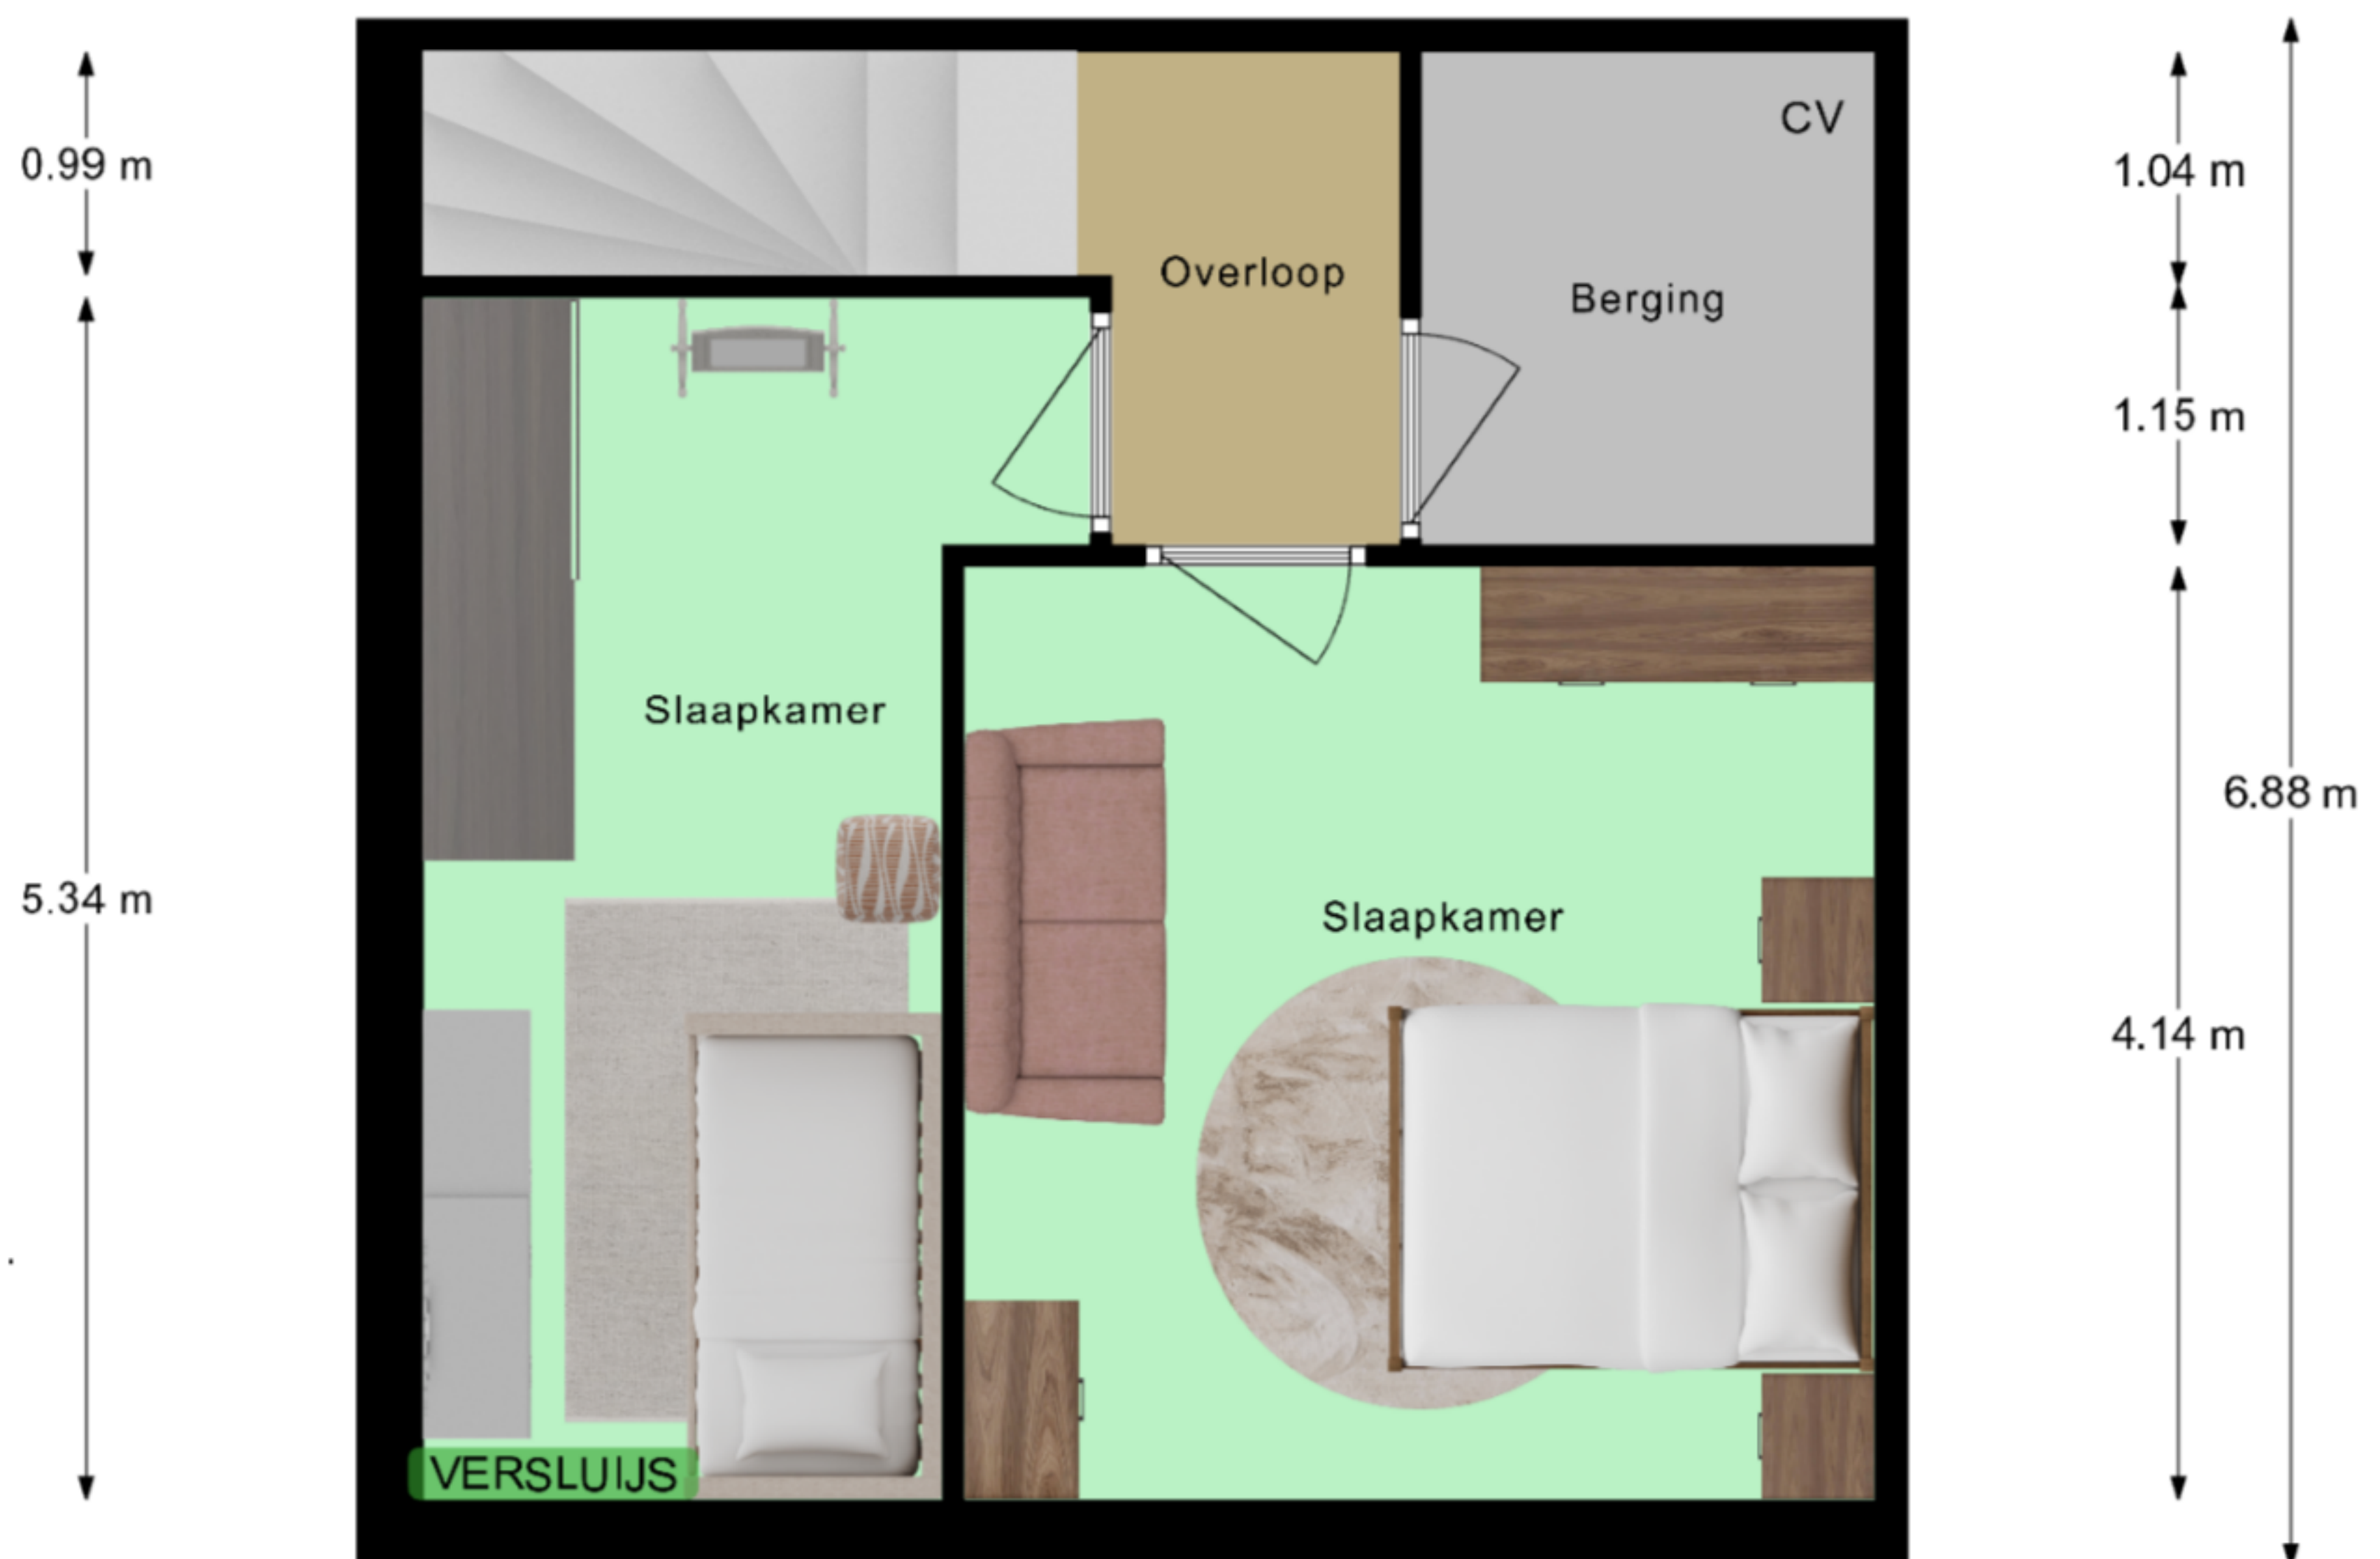 CV
0.99 m
1.04 m
Overloop
Berging
1.15 m
Slaapkamer
6.88 m
5.34 m
Slaapkamer
4.14 m
VERSLUIJS